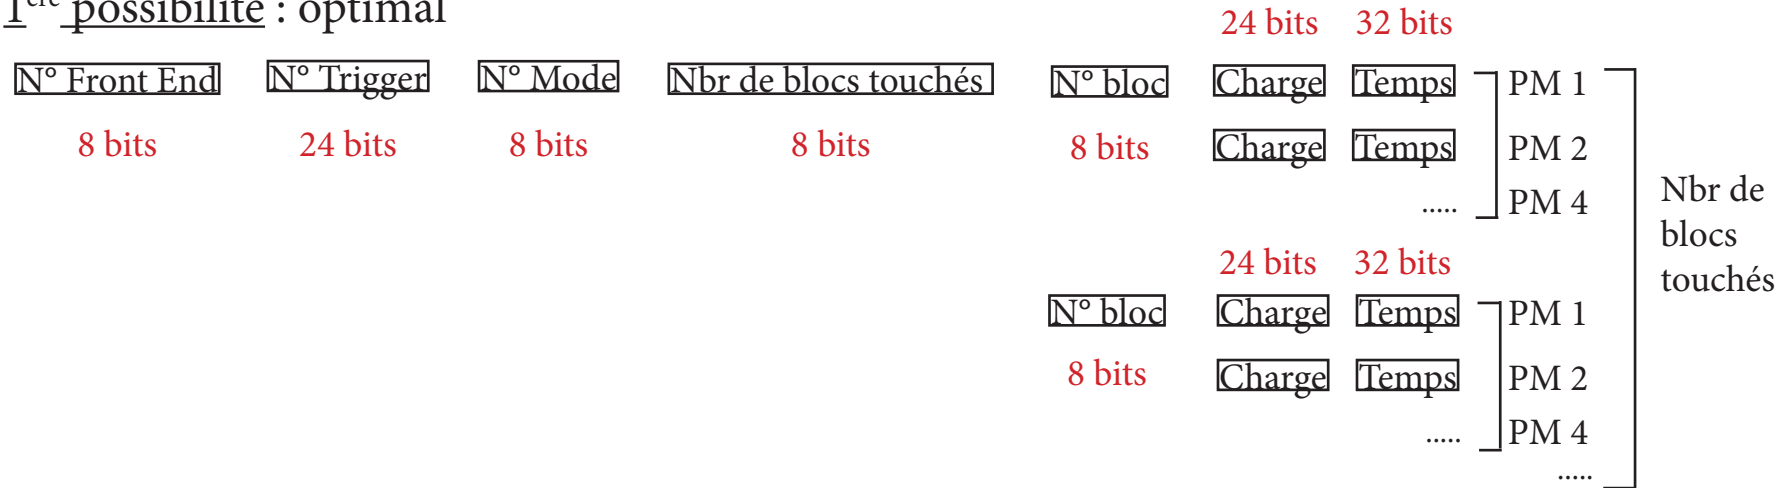 1ère possibilité : optimal
24 bits 32 bits
N° Front End N° Trigger N° Mode Nbr de blocs touchés N° bloc Charge Temps PM 1
8 bits 24 bits 8 bits 8 bits 8 bits Charge Temps PM 2
..... PM 4
Nbr de
blocs
touchés
24 bits 32 bits
N° bloc Charge Temps PM 1
8 bits Charge Temps PM 2
..... PM 4
.....